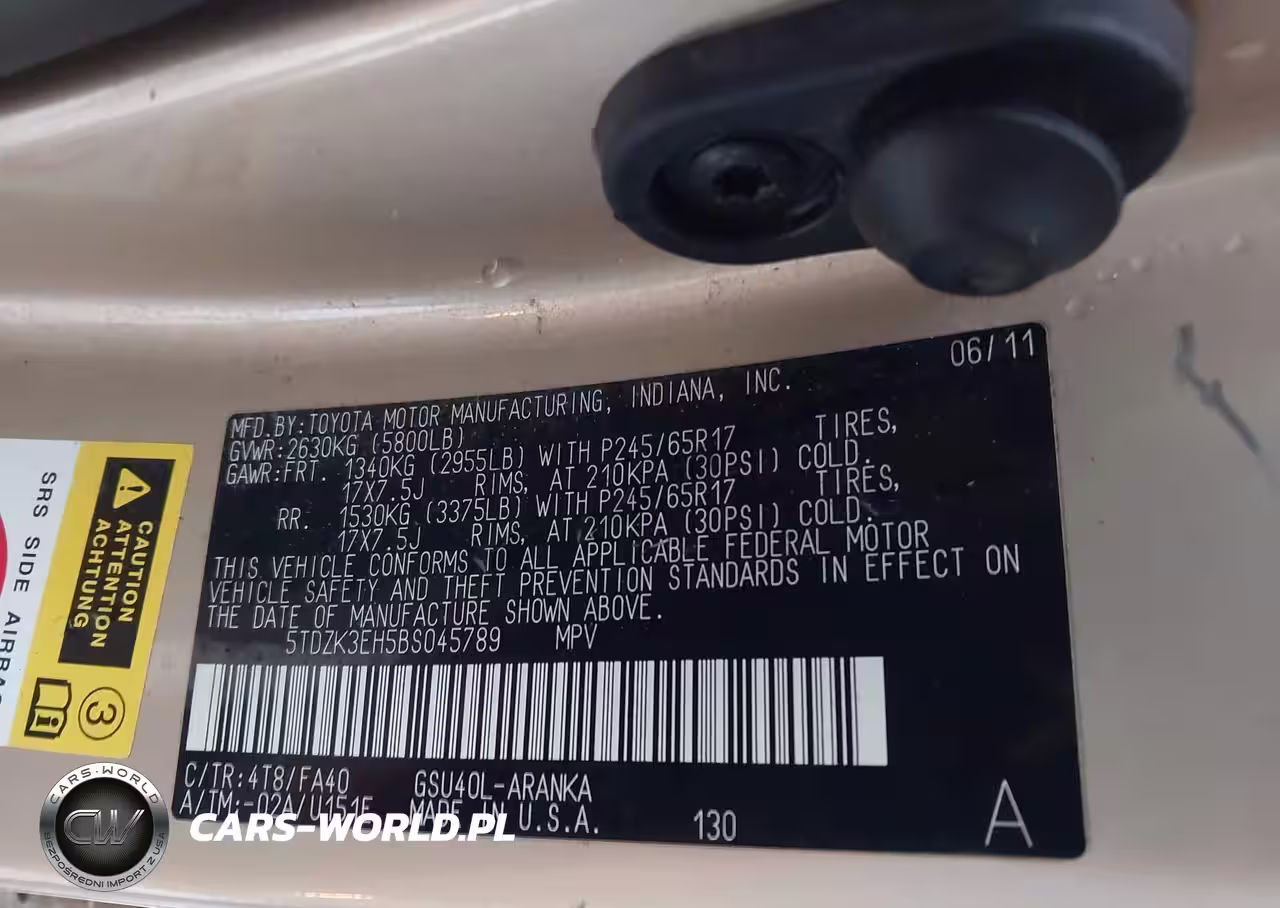 06/11
MFD.BY:TOYOTA MOTOR MANUFACTURING, INDIANA, INC.
GVWR:2630KG (5800LB)
GAWR:FRT. 1340KG (2955LB) WITH P245/65R17 TIRES,
17X7.5J RIMS, AT 210KPA (30PSI) COLD.
RR. 1530KG (3375LB) WITH P245/65R17 TIRES,
17X7.5J RIMS, AT 210KPA (30PSI) COLD.
THIS VEHICLE CONFORMS TO ALL APPLICABLE FEDERAL MOTOR
VEHICLE SAFETY AND THEFT PREVENTION STANDARDS IN EFFECT ON
THE DATE OF MANUFACTURE SHOWN ABOVE.
5TDZK3EH5BS045789 MPV
C/TR:4T8/FA40 GSU40L-ARANKA
A/TM:-02A/U151F MADE IN U.S.A. 130 A
CAUTION
ATTENTION
ACHTUNG
3
SRS SIDE
CARS-WORLD
CW
BEZPOŚREDNI IMPORT Z USA
CARS-WORLD.PL